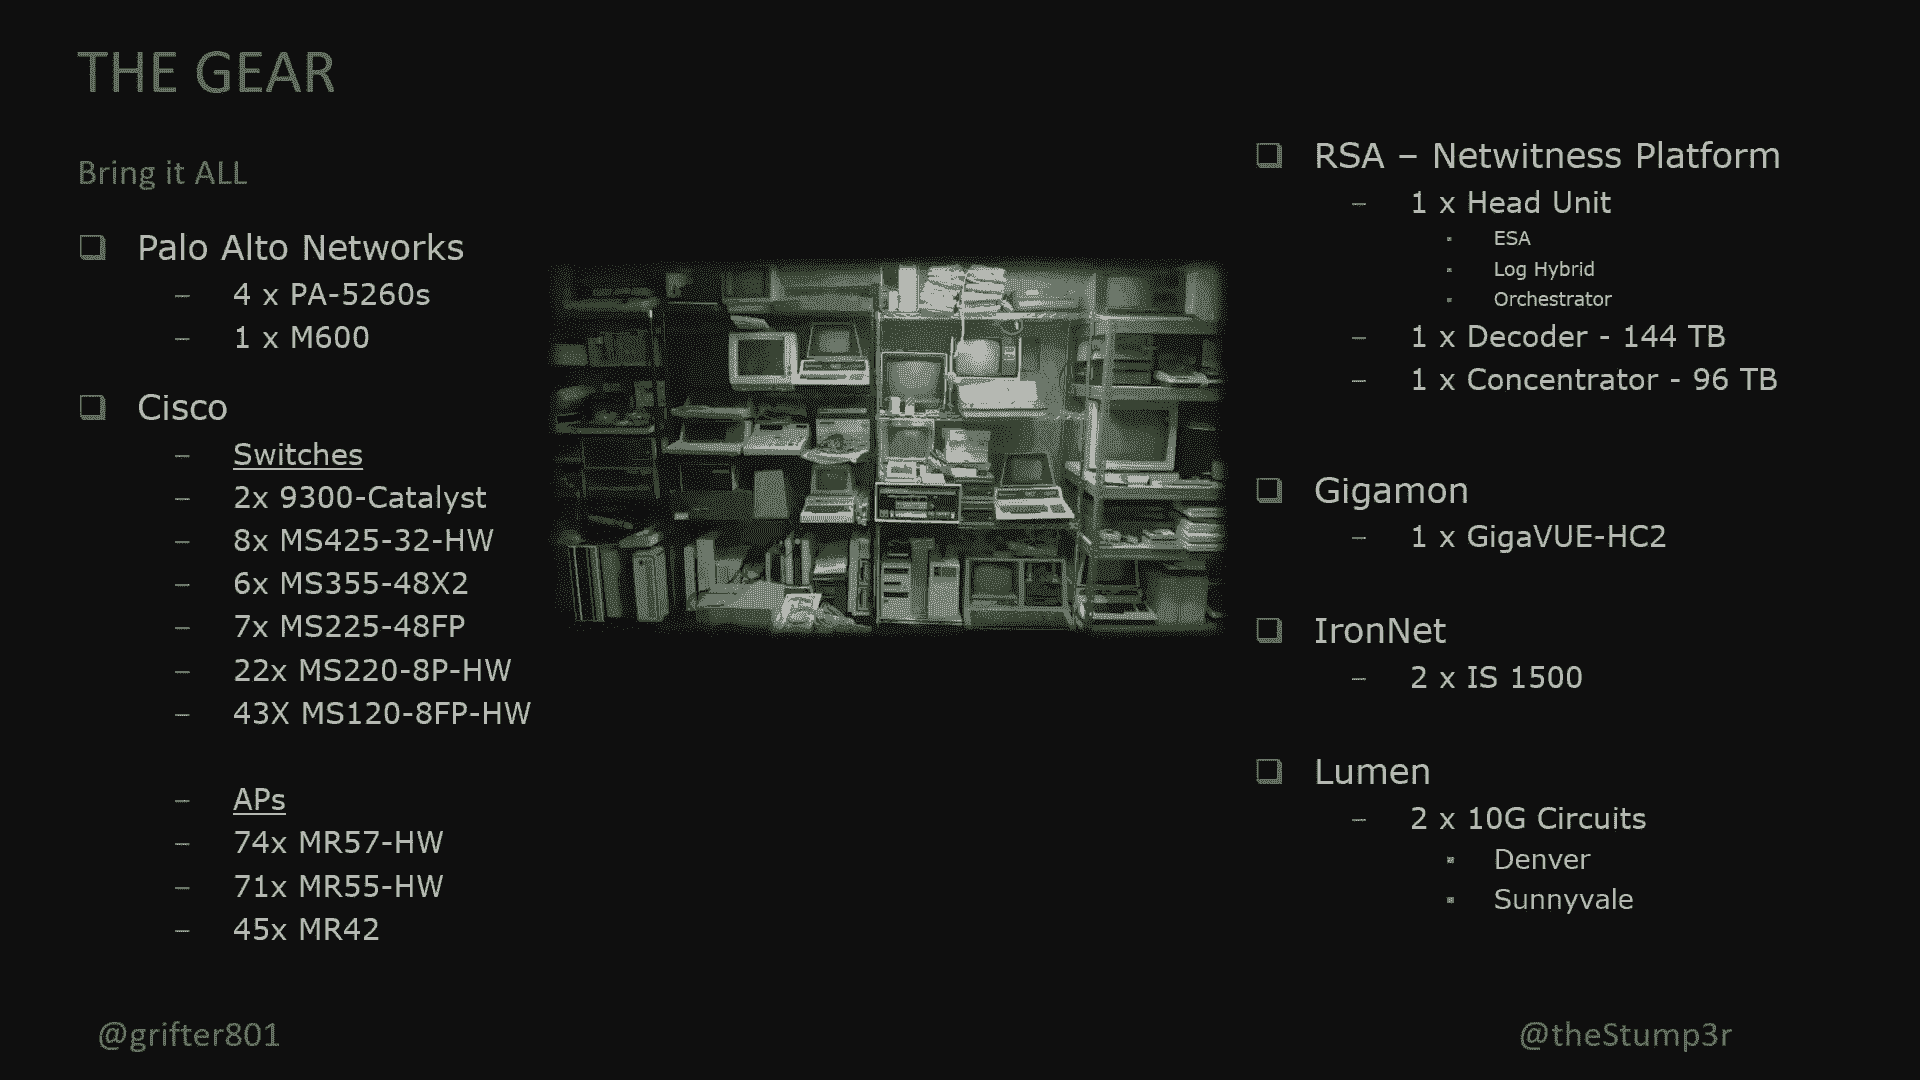 THE GEAR
Bring it ALL
❑ Palo Alto Networks
– 4 x PA-5260s
– 1 x M600
❑ Cisco
– Switches
– 2x 9300-Catalyst
– 8x MS425-32-HW
– 6x MS355-48X2
– 7x MS225-48FP
– 22x MS220-8P-HW
– 43X MS120-8FP-HW
– APs
– 74x MR57-HW
– 71x MR55-HW
– 45x MR42
❑ RSA – Netwitness Platform
– 1 x Head Unit
▪ ESA
▪ Log Hybrid
▪ Orchestrator
– 1 x Decoder - 144 TB
– 1 x Concentrator - 96 TB
❑ Gigamon
– 1 x GigaVUE-HC2
❑ IronNet
– 2 x IS 1500
❑ Lumen
– 2 x 10G Circuits
▪ Denver
▪ Sunnyvale
@grifter801
@theStump3r